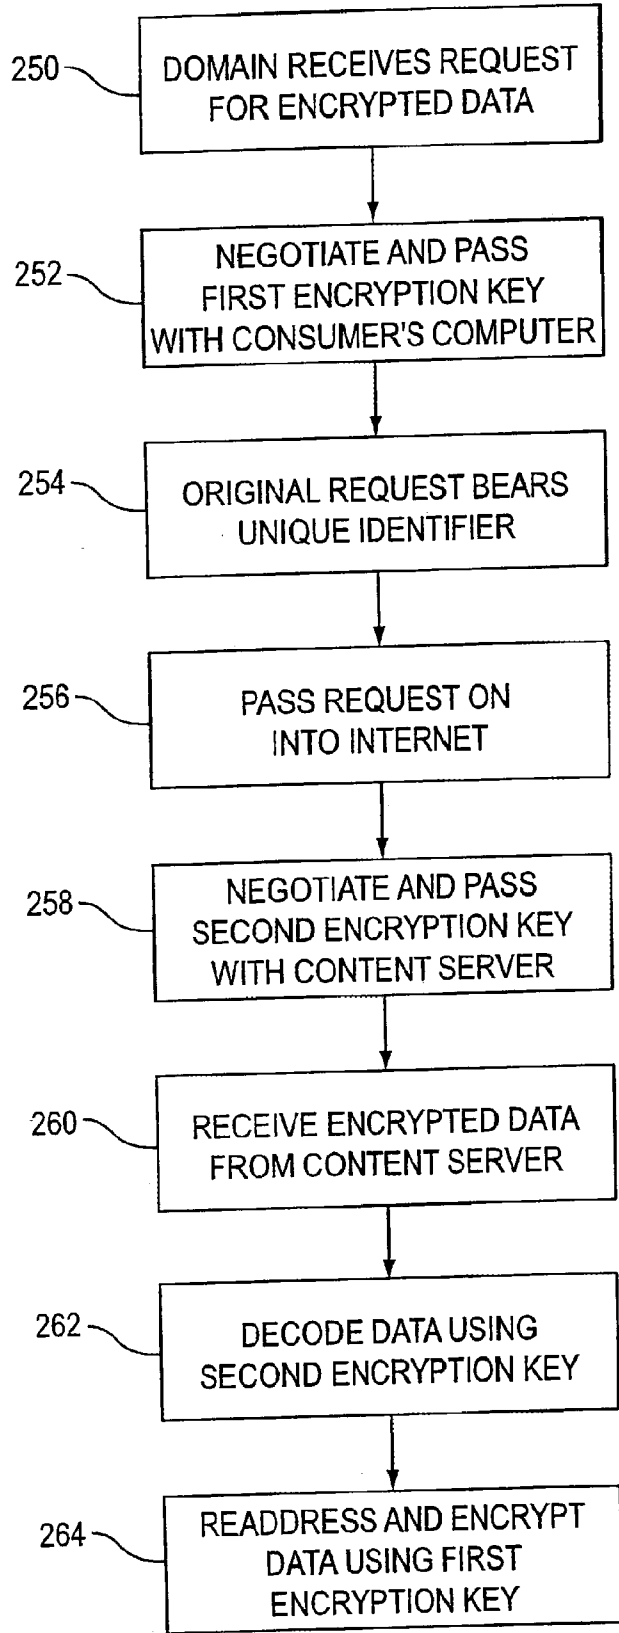 250
DOMAIN RECEIVES REQUEST
FOR ENCRYPTED DATA
252
NEGOTIATE AND PASS
FIRST ENCRYPTION KEY
WITH CONSUMER'S COMPUTER
254
ORIGINAL REQUEST BEARS
UNIQUE IDENTIFIER
256
PASS REQUEST ON
INTO INTERNET
258
NEGOTIATE AND PASS
SECOND ENCRYPTION KEY
WITH CONTENT SERVER
260
RECEIVE ENCRYPTED DATA
FROM CONTENT SERVER
262
DECODE DATA USING
SECOND ENCRYPTION KEY
264
READDRESS AND ENCRYPT
DATA USING FIRST
ENCRYPTION KEY